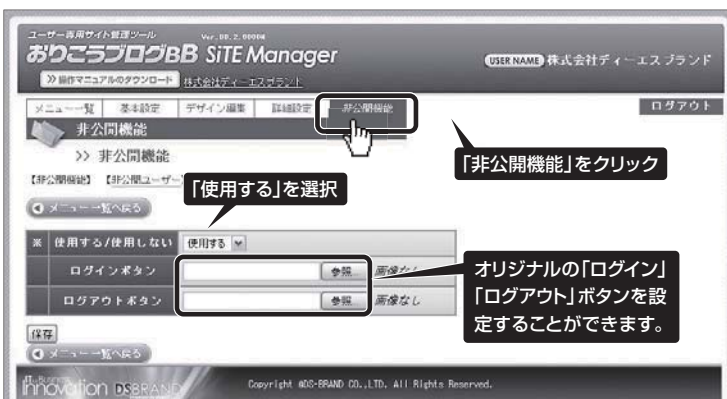 ユーザー専用サイト管理ツール Ver.08.2.00004
おりこうブログBB SiTE Manager
USER NAME 株式会社ディーエスブランド
>> 操作マニュアルのダウンロード 株式会社ディーエスブランド
メニュー一覧 基本設定 デザイン編集 詳細設定 非公開機能 ログアウト
非公開機能
>> 非公開機能
「非公開機能」をクリック
【非公開機能】 【非公開ユーザー
「使用する」を選択
メニュー一覧へ戻る
※ 使用する/使用しない 使用する
ログインボタン 参照... 画像なし
ログアウトボタン 参照... 画像なし
オリジナルの「ログイン」
「ログアウト」ボタンを設
定することができます。
保存
メニュー一覧へ戻る
Innovation DSBRAND
Copyright @DS-BRAND CO.,LTD. All Rights Reserved.